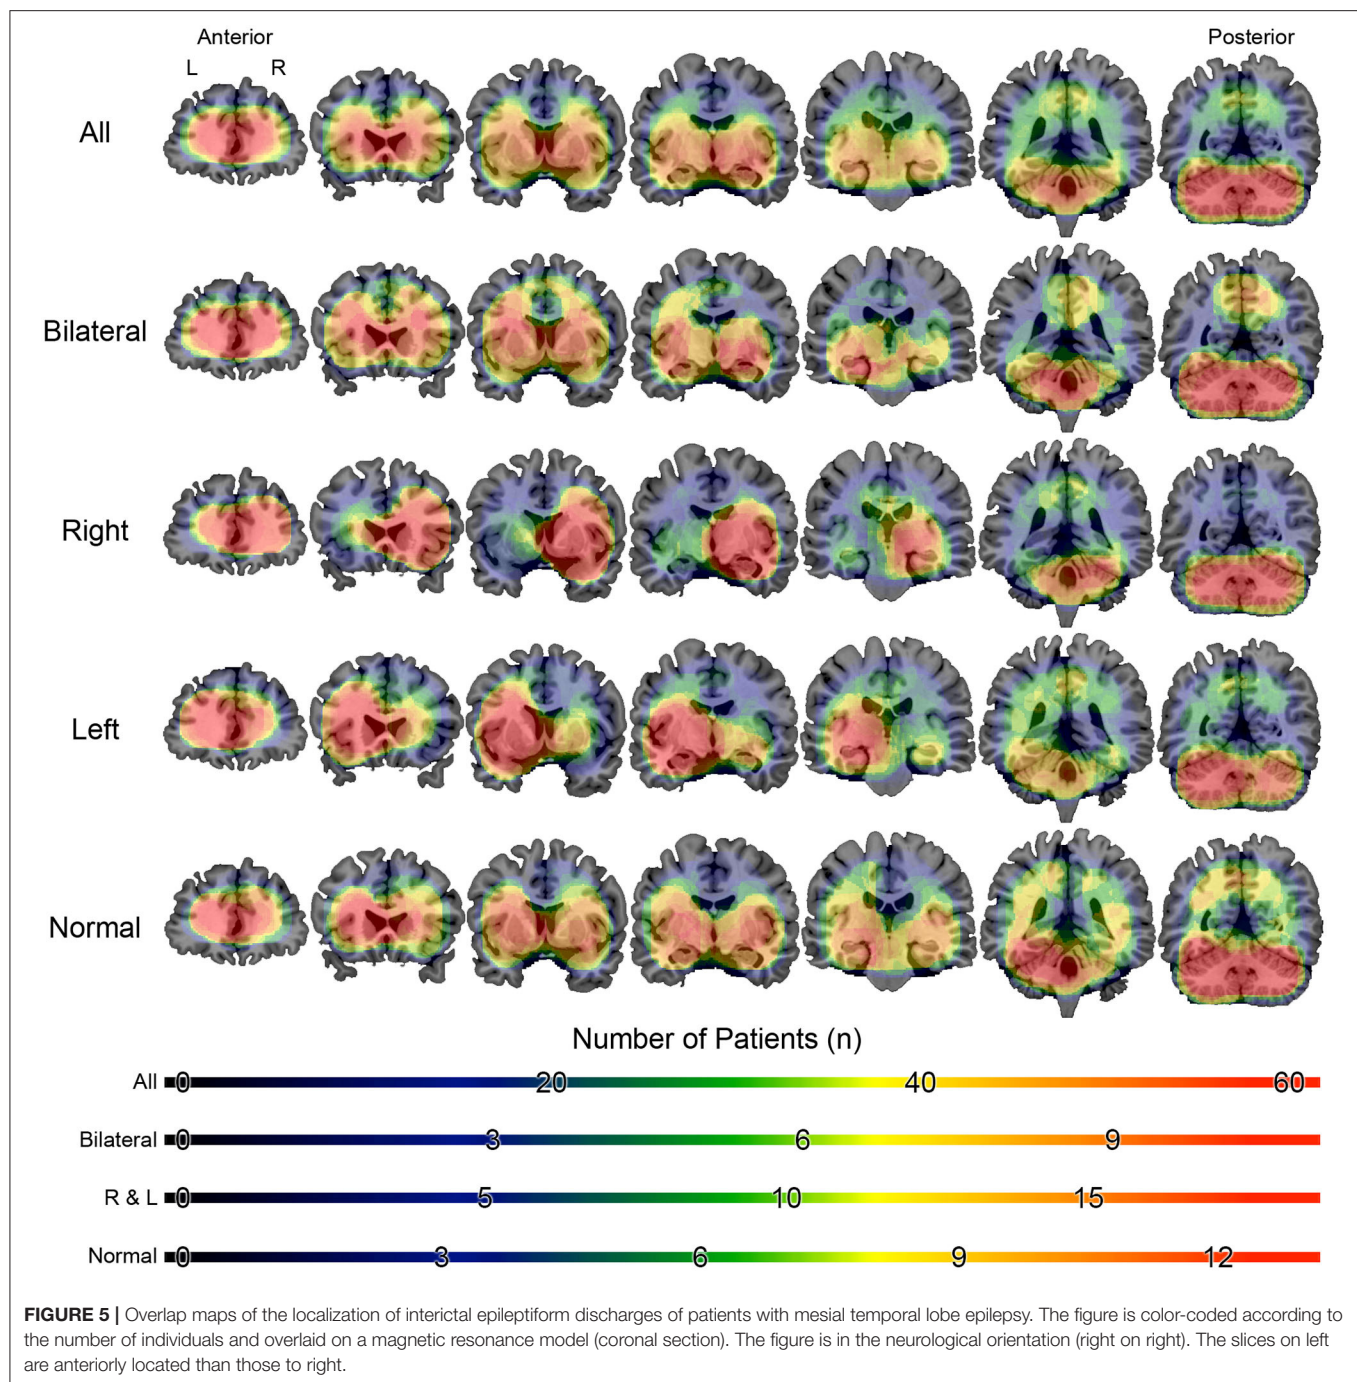 Anterior
Posterior
L R
All
Bilateral
Right
Left
Normal
Number of Patients (n)
All 0 20 40 60
Bilateral 0 3 6 9
R & L 0 5 10 15
Normal 0 3 6 9 12
FIGURE 5 | Overlap maps of the localization of interictal epileptiform discharges of patients with mesial temporal lobe epilepsy. The figure is color-coded according to
the number of individuals and overlaid on a magnetic resonance model (coronal section). The figure is in the neurological orientation (right on right). The slices on left
are anteriorly located than those to right.